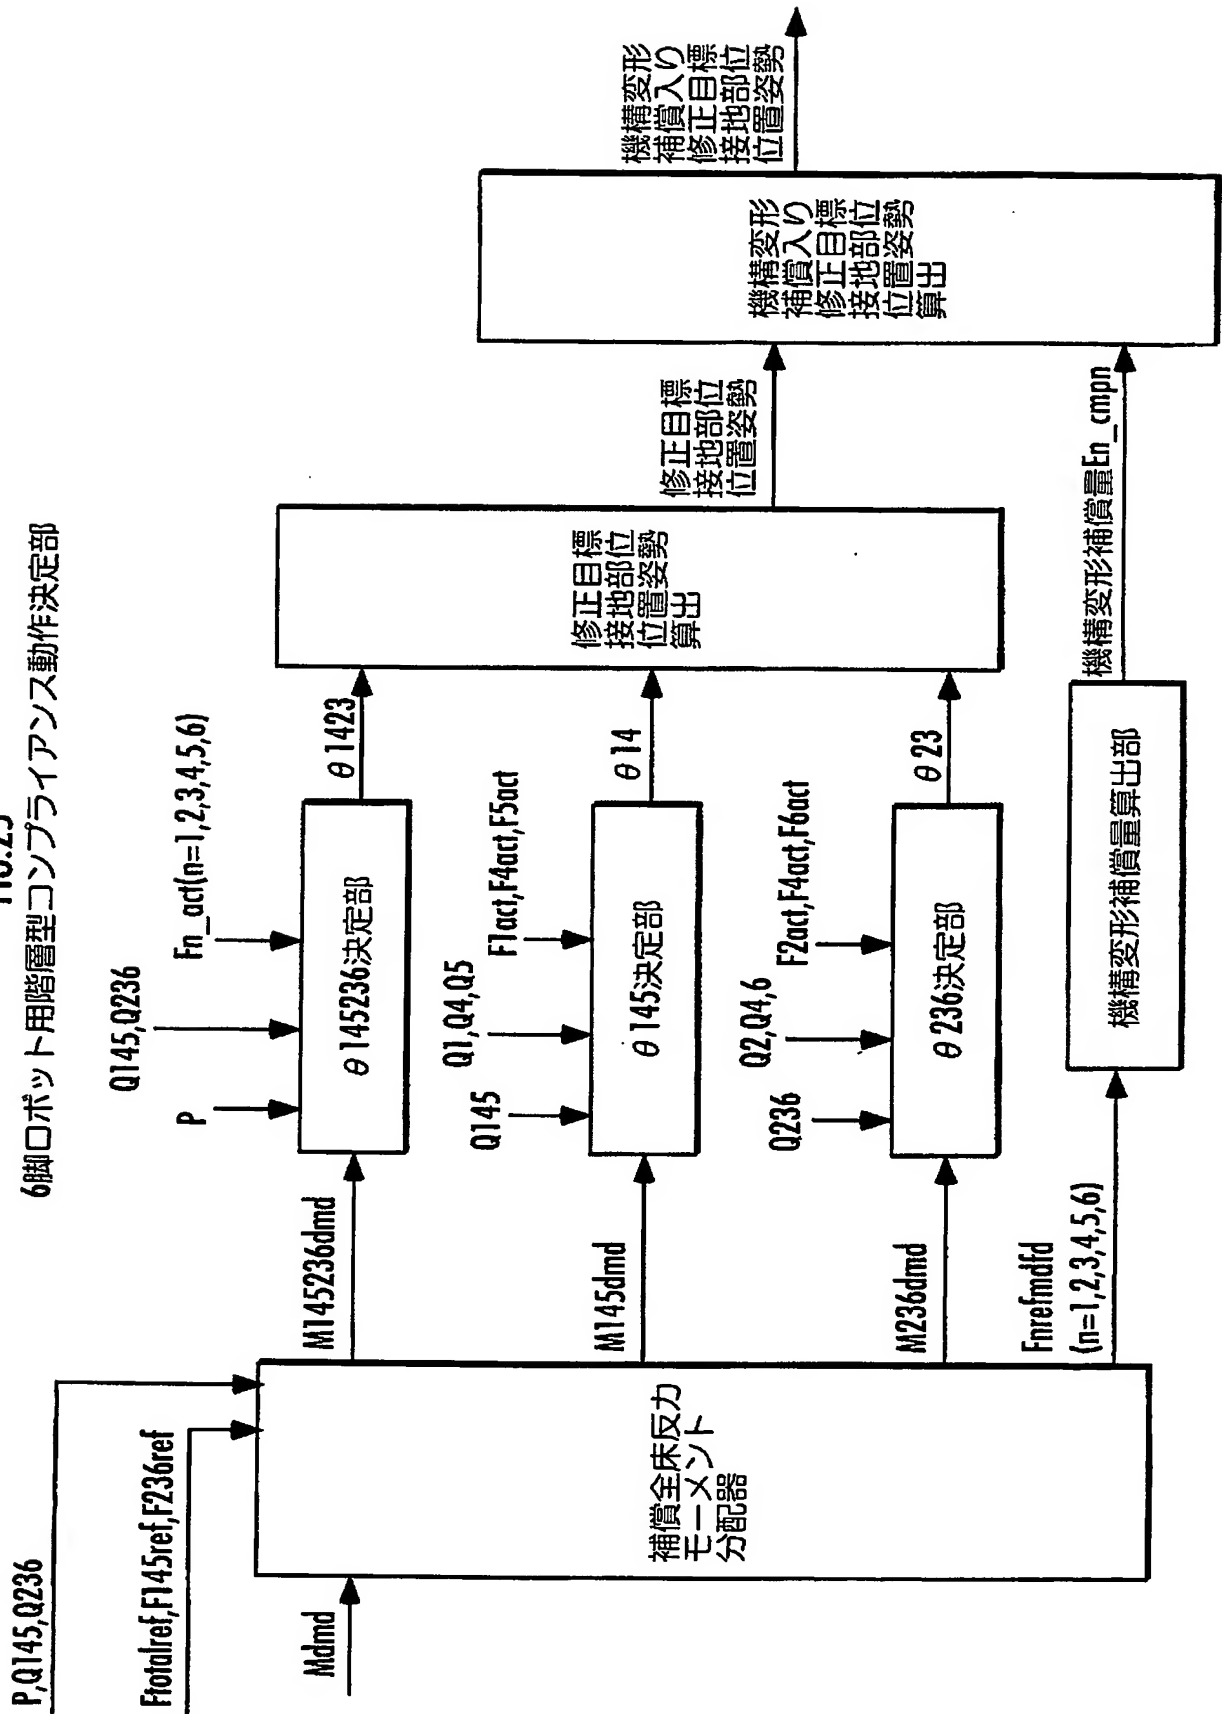 FIG.25
6脚ロボット用階層型コンプライアンス動作決定部
P,Q145,Q236
Ftotalref,F145ref,F236ref
Mdmd
補償全床反力
モーメント
分配器
M145236dmd
M145dmd
M236dmd
Fnrefmdfd
(n=1,2,3,4,5,6)
P
Q145,Q236
Fn_act(n=1,2,3,4,5,6)
θ145236決定部
θ1423
Q145
Q1,Q4,Q5
F1act,F4act,F5act
θ145決定部
θ14
Q236
Q2,Q4,6
F2act,F4act,F6act
θ236決定部
θ23
機構変形補償量算出部
機構変形補償量En_cmpn
修正目標
接地部位
位置姿勢
算出
修正目標
接地部位
位置姿勢
機構変形
補償入り
修正目標
接地部位
位置姿勢
算出
機構変形
補償入り
修正目標
接地部位
位置姿勢